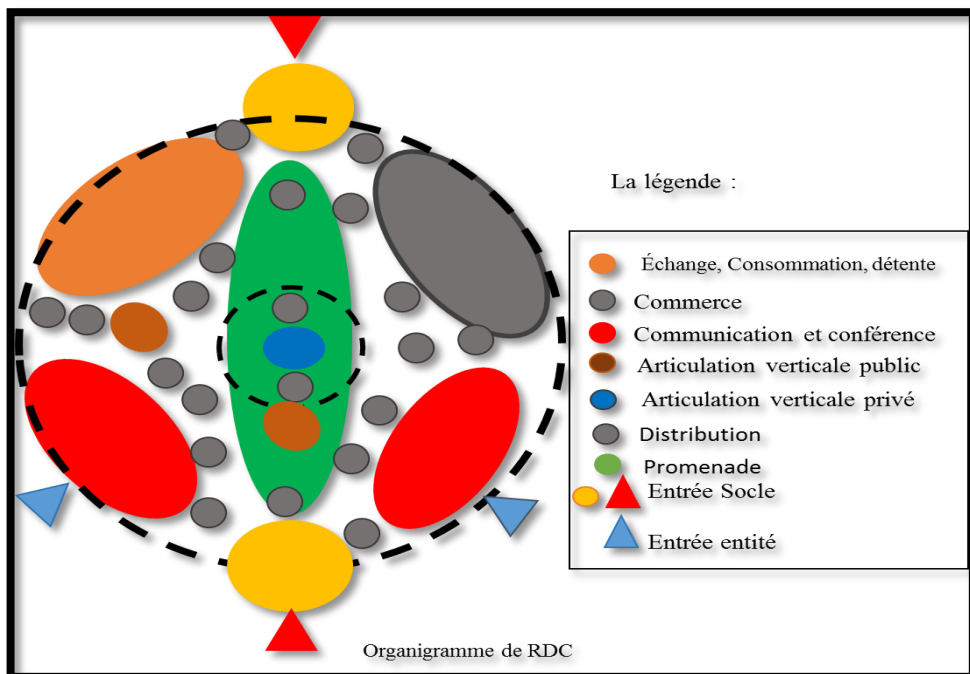 La légende :
Échange, Consommation, détente
Commerce
Communication et conférence
Articulation verticale public
Articulation verticale privé
Distribution
Promenade
Entrée Socle
Entrée entité
Organigramme de RDC